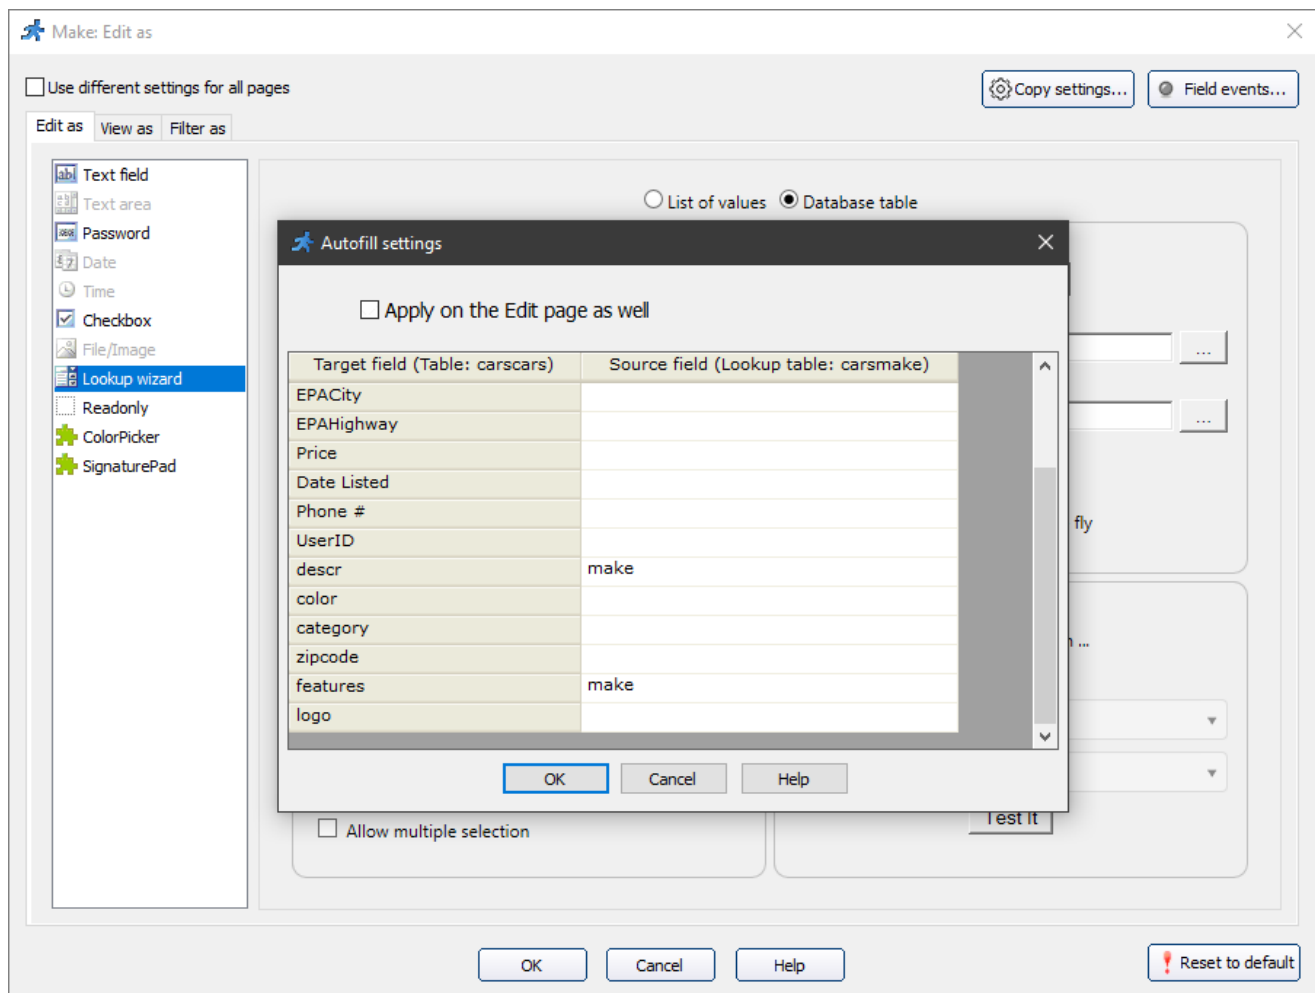 Make: Edit as
Use different settings for all pages
Copy settings...
Field events...
Edit as
View as
Filter as
Text field
Text area
Password
Date
Time
Checkbox
File/Image
Lookup wizard
Readonly
ColorPicker
SignaturePad
List of values
Database table
Autofill settings
Apply on the Edit page as well
Target field (Table: carscars)
Source field (Lookup table: carsmake)
EPACity
EPAHighway
Price
Date Listed
Phone #
UserID
descr make
color
category
zipcode
features make
logo
OK
Cancel
Help
...
...
fly
...
Allow multiple selection
Test It
OK
Cancel
Help
Reset to default